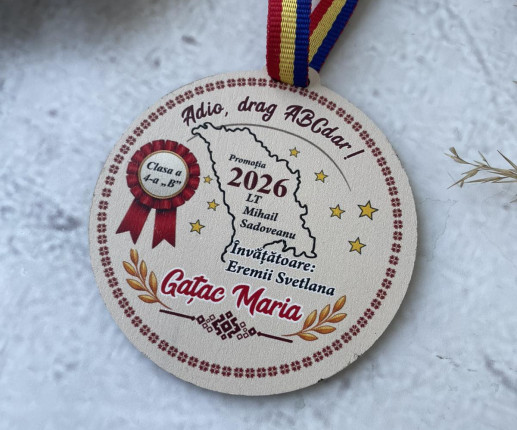 Adio, drag ABCdar!
Clasa a
4-a „B”
Promoția
2026
LT
Mihail
Sadoveanu
Învățătoare:
Eremii Svetlana
Gațac Maria